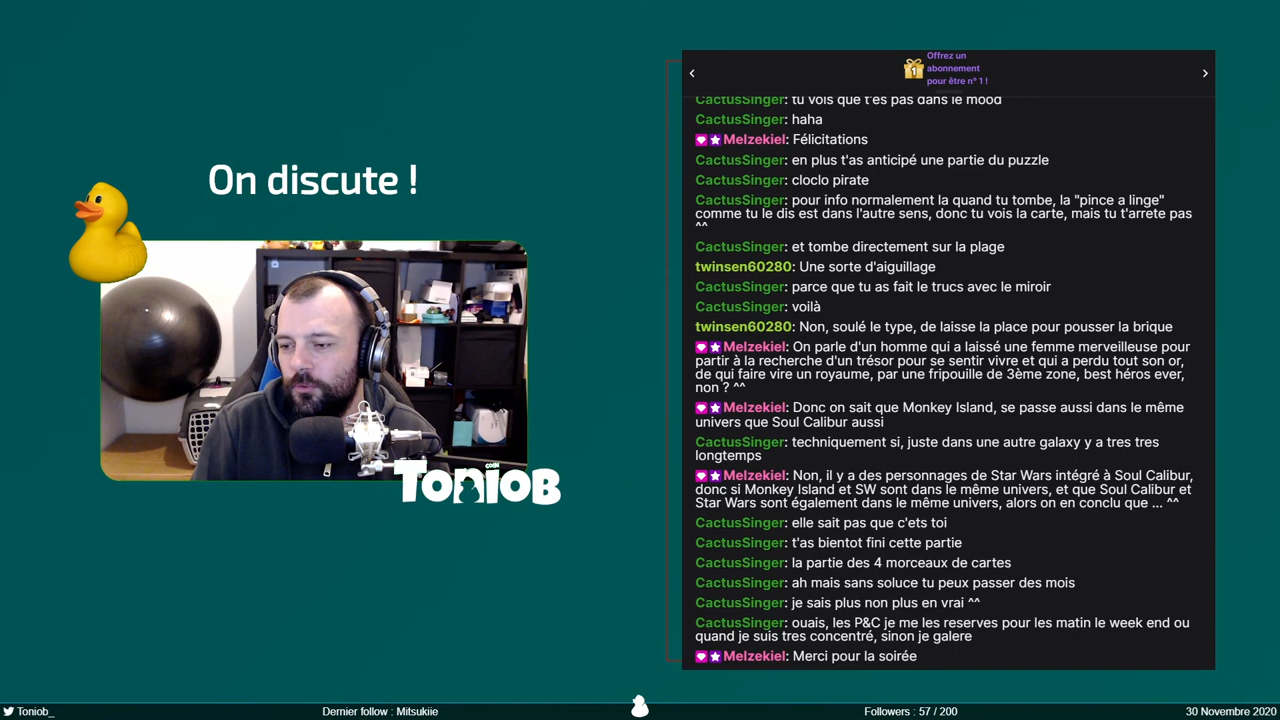 Offrez un
abonnement
pour être n° 1 !
1
CactusSinger: tu vois que t'es pas dans le mood
CactusSinger: haha
Melzekiel: Félicitations
CactusSinger: en plus t'as anticipé une partie du puzzle
CactusSinger: cloclo pirate
CactusSinger: pour info normalement la quand tu tombe, la "pince a linge"
comme tu le dis est dans l'autre sens, donc tu vois la carte, mais tu t'arrete pas
^^
CactusSinger: et tombe directement sur la plage
twinsen60280: Une sorte d'aiguillage
CactusSinger: parce que tu as fait le trucs avec le miroir
CactusSinger: voilà
twinsen60280: Non, soulé le type, de laisse la place pour pousser la brique
Melzekiel: On parle d'un homme qui a laissé une femme merveilleuse pour
partir à la recherche d'un trésor pour se sentir vivre et qui a perdu tout son or,
de qui faire vire un royaume, par une fripouille de 3ème zone, best héros ever,
non ? ^^
Melzekiel: Donc on sait que Monkey Island, se passe aussi dans le même
univers que Soul Calibur aussi
CactusSinger: techniquement si, juste dans une autre galaxy y a tres tres
longtemps
Melzekiel: Non, il y a des personnages de Star Wars intégré à Soul Calibur,
donc si Monkey Island et SW sont dans le même univers, et que Soul Calibur et
Star Wars sont également dans le même univers, alors on en conclu que ... ^^
CactusSinger: elle sait pas que c'ets toi
CactusSinger: t'as bientot fini cette partie
CactusSinger: la partie des 4 morceaux de cartes
CactusSinger: ah mais sans soluce tu peux passer des mois
CactusSinger: je sais plus non plus en vrai ^^
CactusSinger: ouais, les P&C je me les reserves pour les matin le week end ou
quand je suis tres concentré, sinon je galere
Melzekiel: Merci pour la soirée
On discute !
COIN
TONIOB
Toniob_
Dernier follow : Mitsukiie
Followers : 57 / 200
30 Novembre 2020